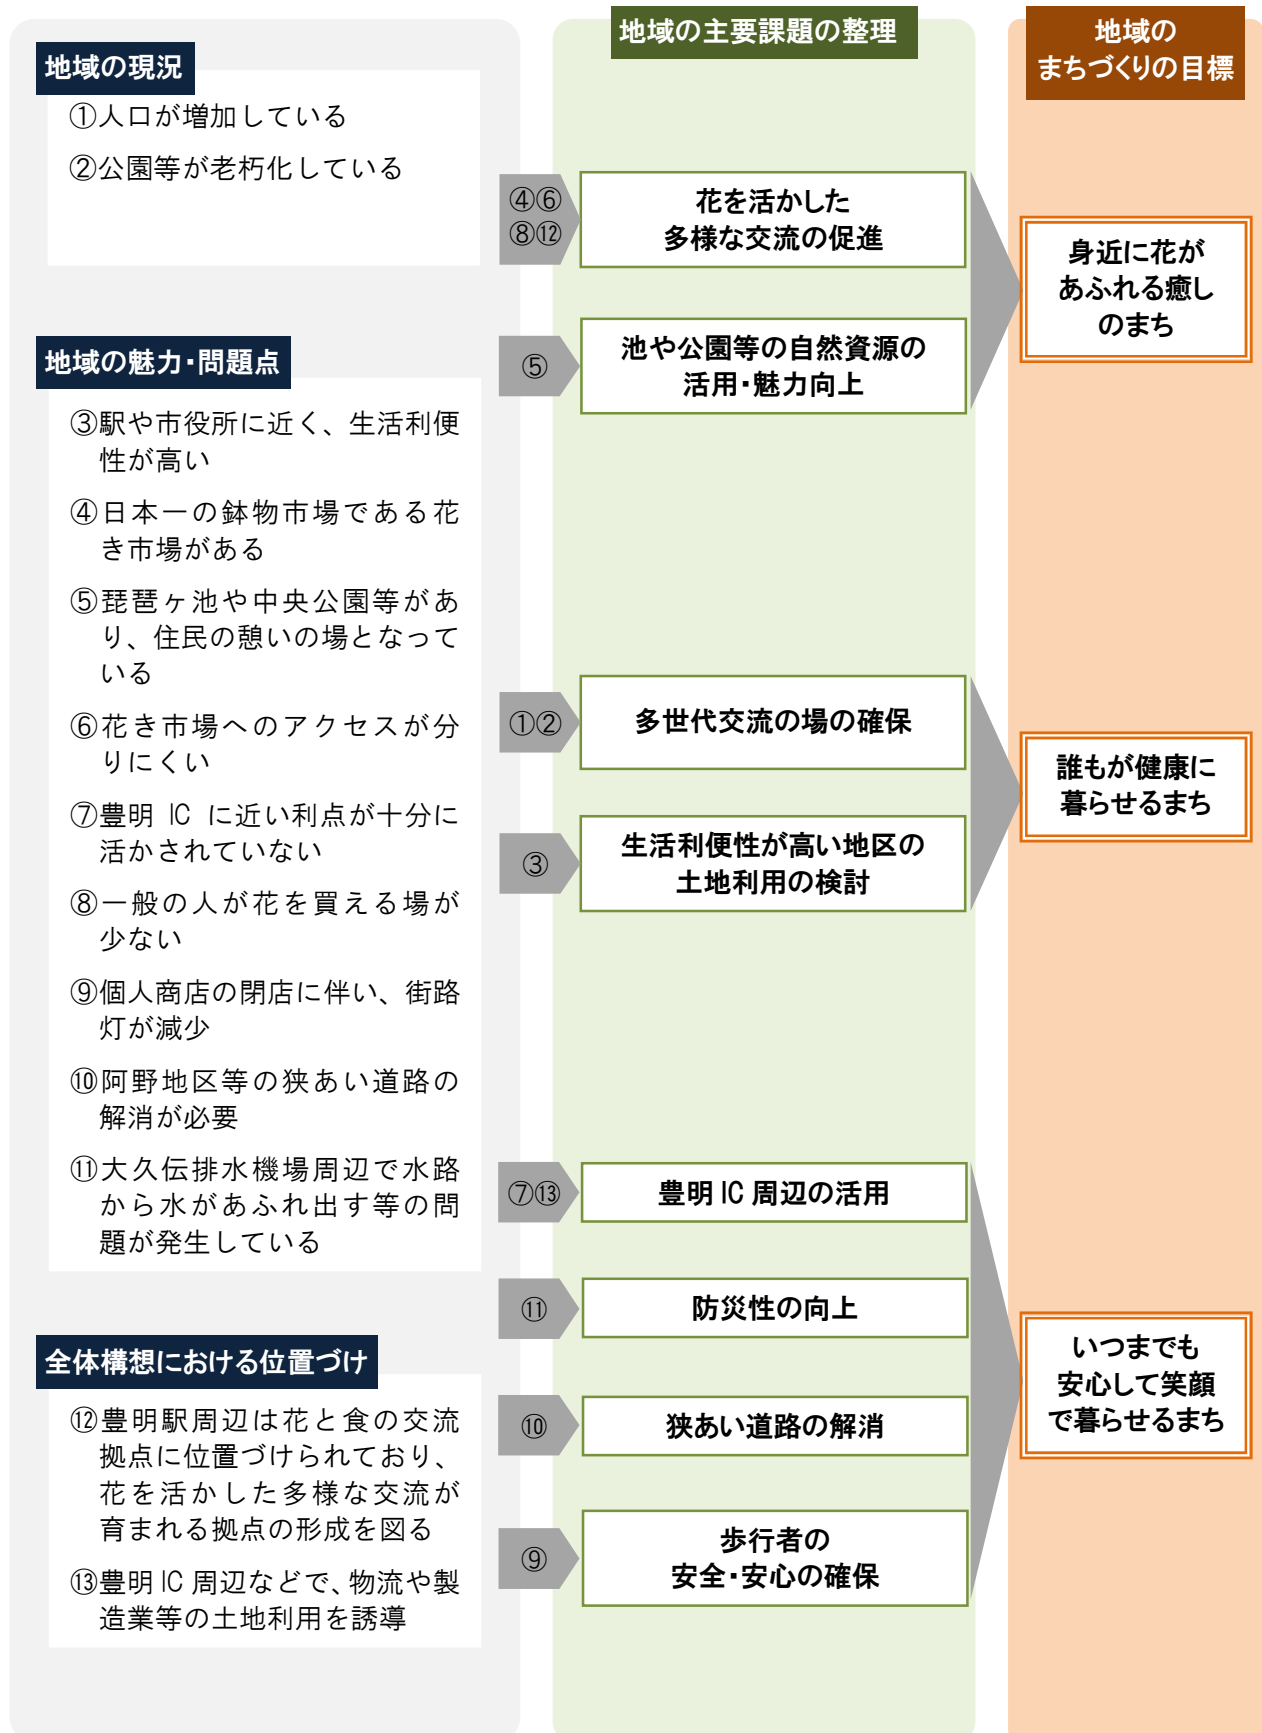 地域の現況
①人口が増加している
②公園等が老朽化している
地域の魅力・問題点
③駅や市役所に近く、生活利便
性が高い
④日本一の鉢物市場である花
き市場がある
⑤琵琶ヶ池や中央公園等があ
り、住民の憩いの場となって
いる
⑥花き市場へのアクセスが分
りにくい
⑦豊明 IC に近い利点が十分に
活かされていない
⑧一般の人が花を買える場が
少ない
⑨個人商店の閉店に伴い、街路
灯が減少
⑩阿野地区等の狭あい道路の
解消が必要
⑪大久伝排水機場周辺で水路
から水があふれ出す等の問
題が発生している
全体構想における位置づけ
⑫豊明駅周辺は花と食の交流
拠点に位置づけられており、
花を活かした多様な交流が
育まれる拠点の形成を図る
⑬豊明 IC 周辺などで、物流や製
造業等の土地利用を誘導
地域の主要課題の整理
④⑥
⑧⑫
花を活かした
多様な交流の促進
⑤
池や公園等の自然資源の
活用・魅力向上
①②
多世代交流の場の確保
③
生活利便性が高い地区の
土地利用の検討
⑦⑬
豊明 IC 周辺の活用
⑪
防災性の向上
⑩
狭あい道路の解消
⑨
歩行者の
安全・安心の確保
地域の
まちづくりの目標
身近に花が
あふれる癒し
のまち
誰もが健康に
暮らせるまち
いつまでも
安心して笑顔
で暮らせるまち